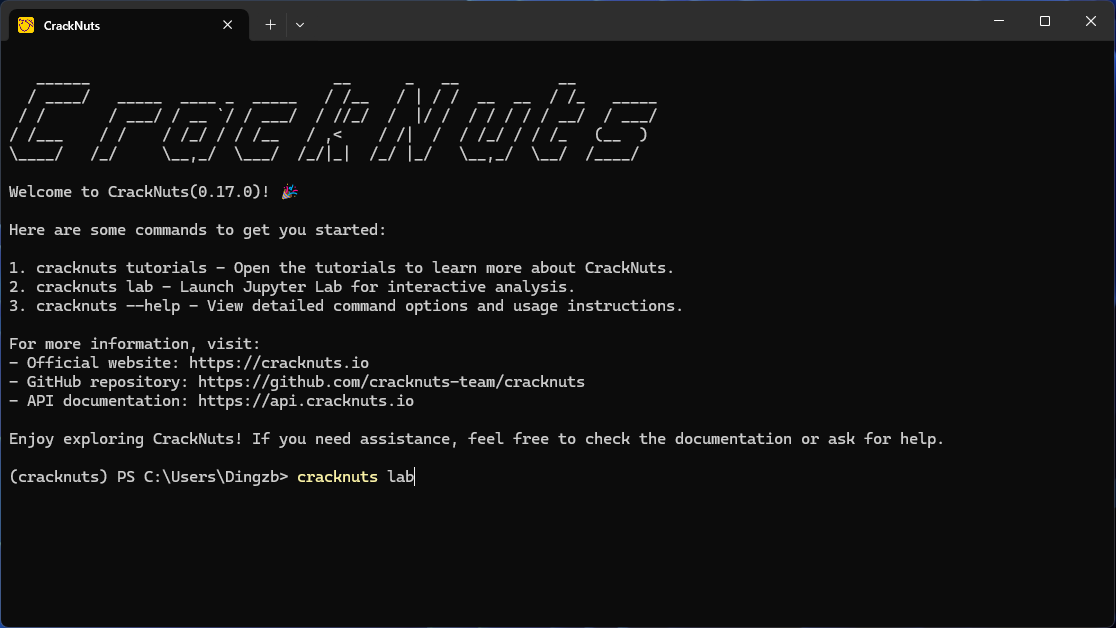 CrackNuts
CrackNuts
Welcome to CrackNuts(0.17.0)! 🎉
Here are some commands to get you started:
1. cracknuts tutorials - Open the tutorials to learn more about CrackNuts.
2. cracknuts lab - Launch Jupyter Lab for interactive analysis.
3. cracknuts --help - View detailed command options and usage instructions.
For more information, visit:
- Official website: https://cracknuts.io
- GitHub repository: https://github.com/cracknuts-team/cracknuts
- API documentation: https://api.cracknuts.io
Enjoy exploring CrackNuts! If you need assistance, feel free to check the documentation or ask for help.
(cracknuts) PS C:\Users\Dingzb> cracknuts lab